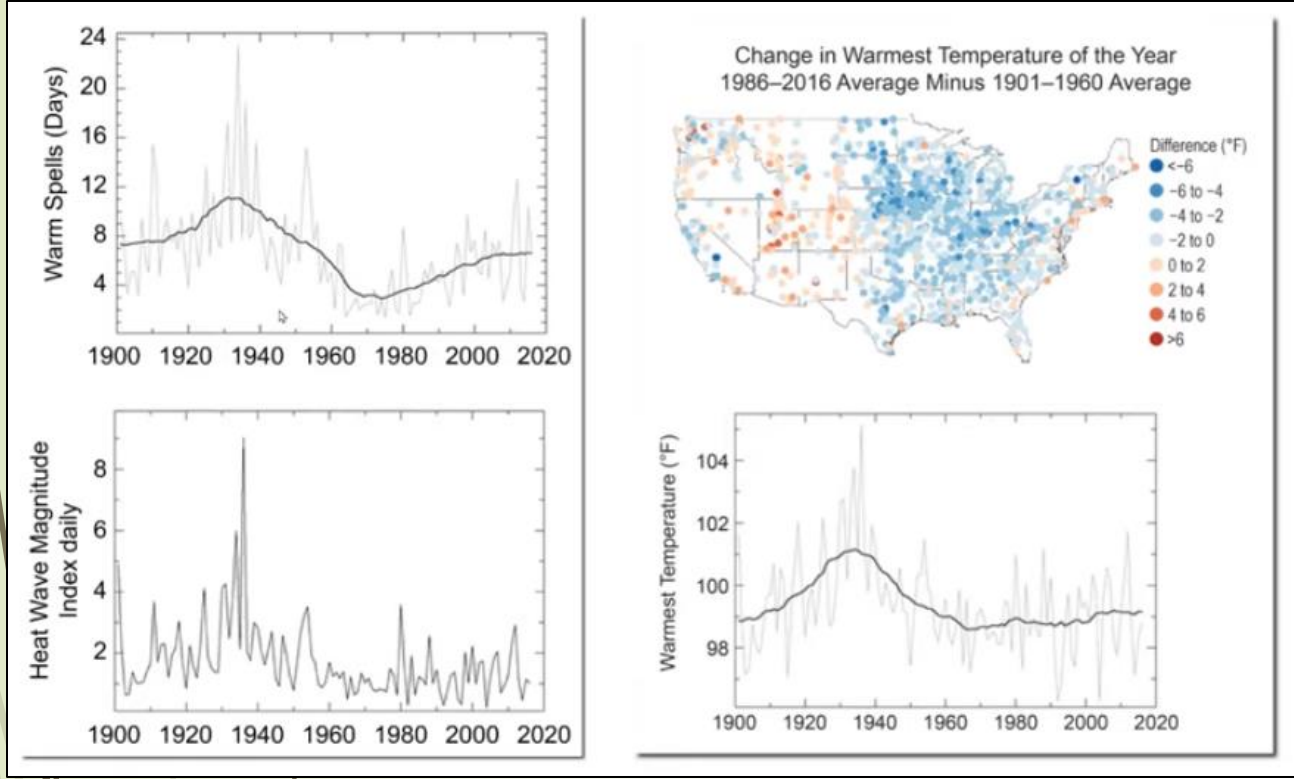 24
20
16
12
8
4
Warm Spells (Days)
1900 1920 1940 1960 1980 2000 2020
Change in Warmest Temperature of the Year
1986–2016 Average Minus 1901–1960 Average
Difference (°F)
<−6
−6 to −4
−4 to −2
−2 to 0
0 to 2
2 to 4
4 to 6
>6
8
6
4
2
Heat Wave Magnitude
Index daily
1900 1920 1940 1960 1980 2000 2020
104
102
100
98
Warmest Temperature (°F)
1900 1920 1940 1960 1980 2000 2020